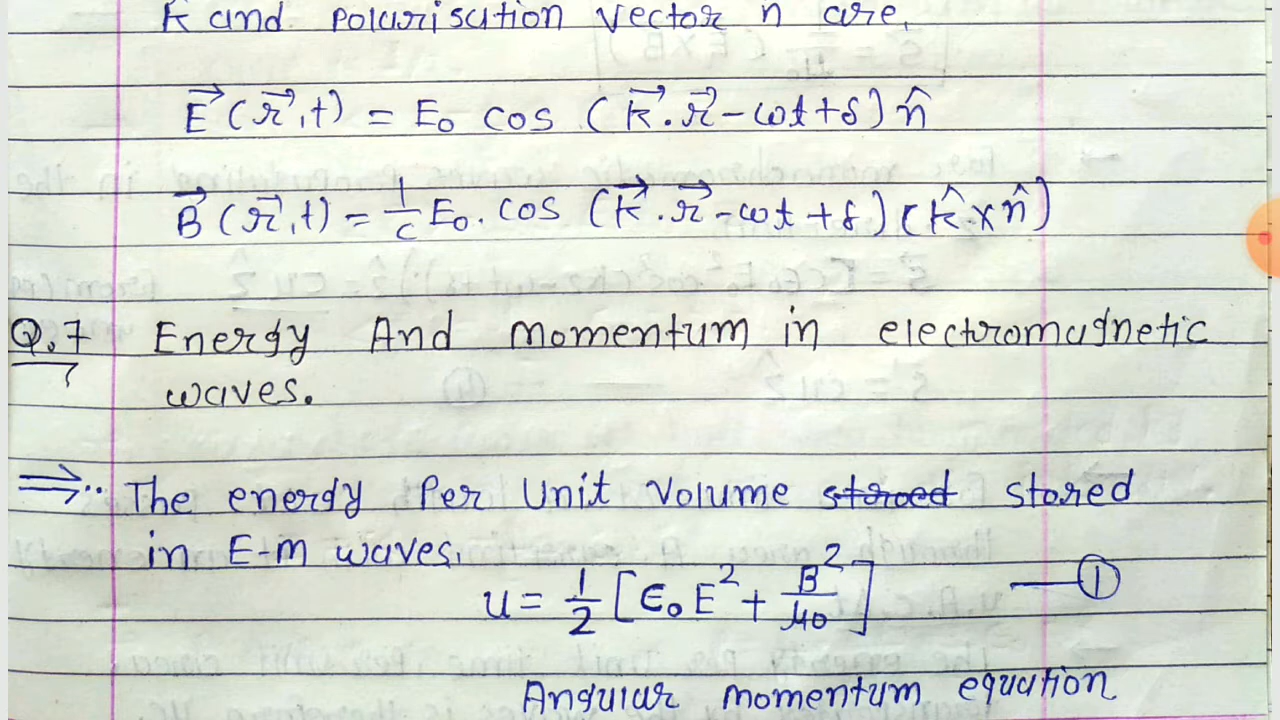 k and polarisation vector n are,
E⃗ (r⃗,t) = E₀ cos (k⃗.r⃗-ωt+δ) n̂
B⃗ (r⃗,t) = 1/c E₀. cos (k⃗.r⃗-ωt+δ) (k̂×n̂)
Q.7 Energy And momentum in electromagnetic
waves.
⇒.. The energy Per Unit Volume stored
in E-m waves,
u = 1/2 [ϵ₀E² + B²/μ₀] —①
Angular momentum equation